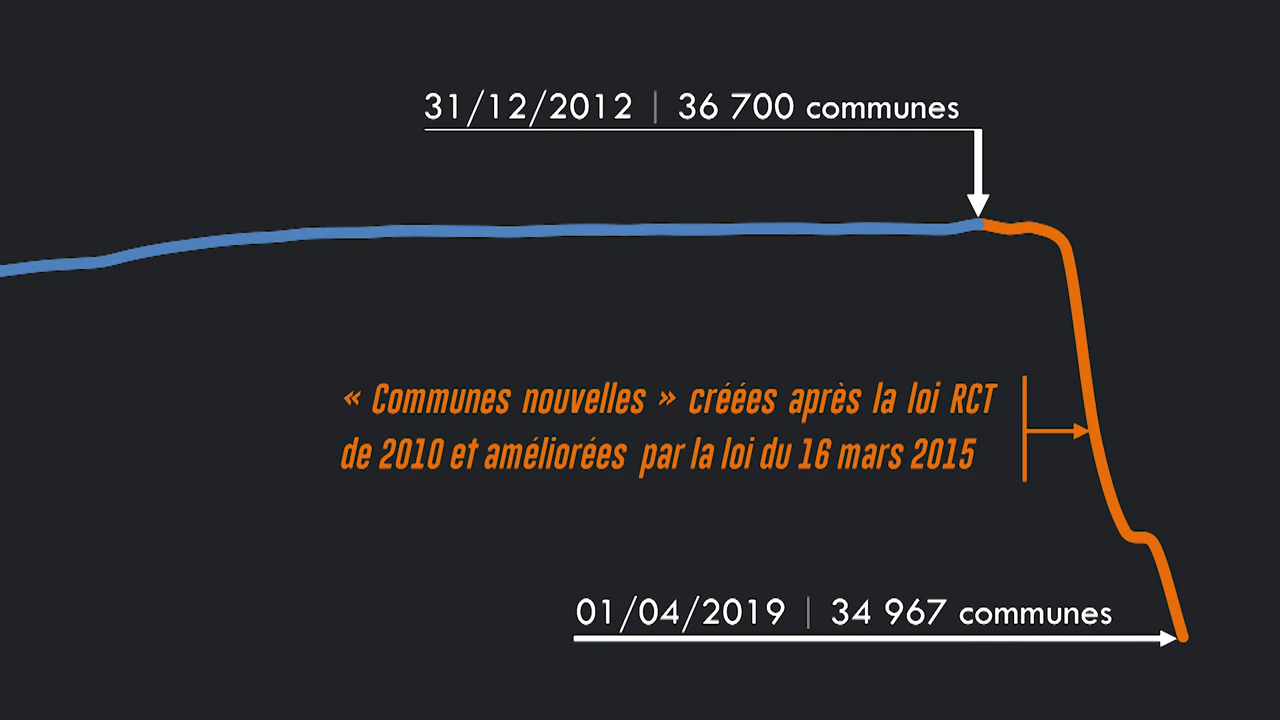 31/12/2012 | 36 700 communes
« Communes nouvelles » créées après la loi RCT
de 2010 et améliorées par la loi du 16 mars 2015
01/04/2019 | 34 967 communes